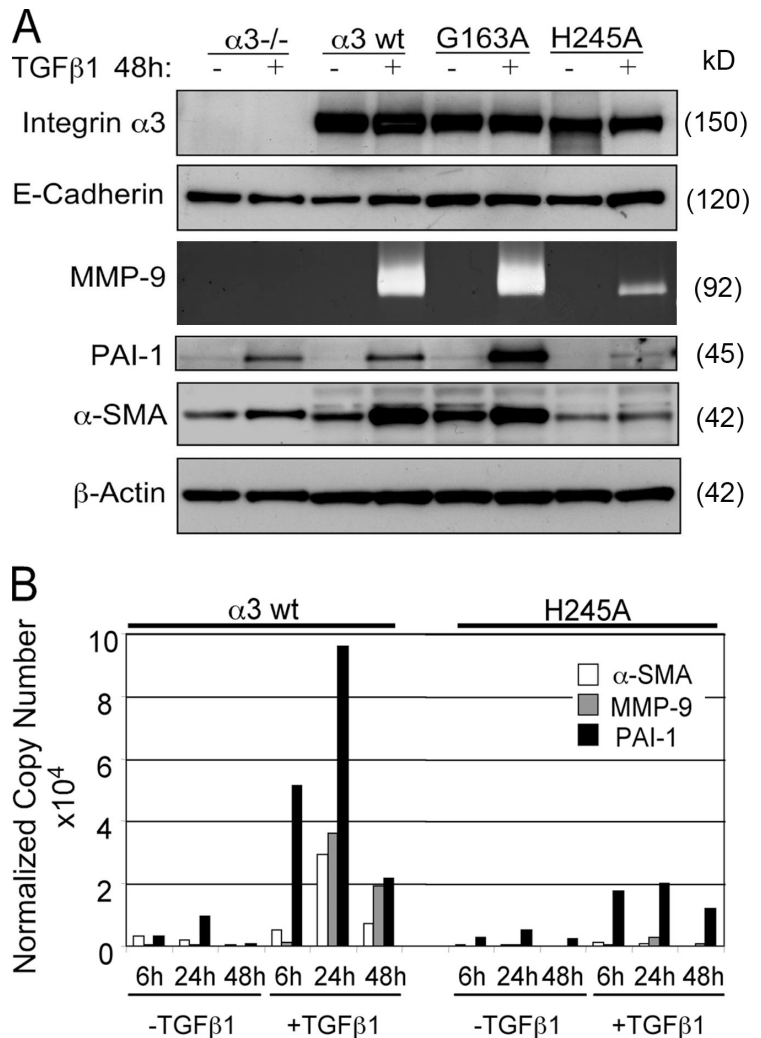 A
α3-/- α3 wt G163A H245A
TGFβ1 48h: - + - + - + - + kD
Integrin α3 (150)
E-Cadherin (120)
MMP-9 (92)
PAI-1 (45)
α-SMA (42)
β-Actin (42)
B
α3 wt H245A
Normalized Copy Number
x10⁴
10
8
6
4
2
0
α-SMA
MMP-9
PAI-1
6h 24h 48h 6h 24h 48h 6h 24h 48h 6h 24h 48h
-TGFβ1 +TGFβ1 -TGFβ1 +TGFβ1